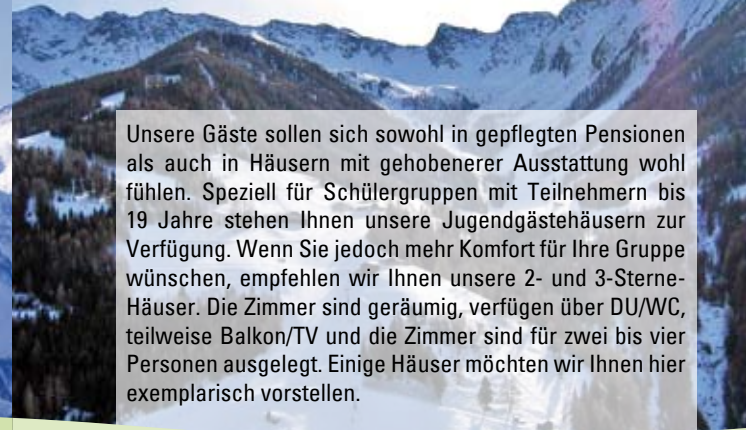 Unsere Gäste sollen sich sowohl in gepflegten Pensionen
als auch in Häusern mit gehobenerer Ausstattung wohl
fühlen. Speziell für Schülergruppen mit Teilnehmern bis
19 Jahre stehen Ihnen unsere Jugendgästehäusern zur
Verfügung. Wenn Sie jedoch mehr Komfort für Ihre Gruppe
wünschen, empfehlen wir Ihnen unsere 2- und 3-Sterne-
Häuser. Die Zimmer sind geräumig, verfügen über DU/WC,
teilweise Balkon/TV und die Zimmer sind für zwei bis vier
Personen ausgelegt. Einige Häuser möchten wir Ihnen hier
exemplarisch vorstellen.